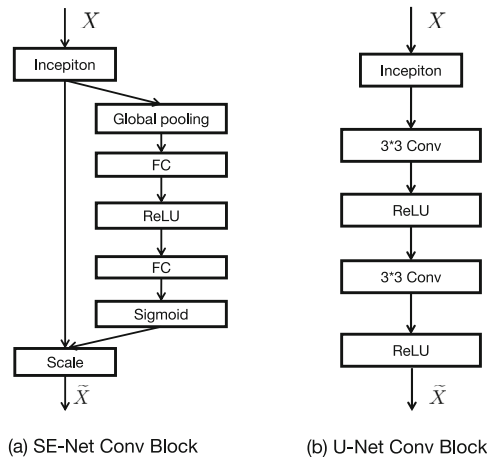 X
Incepiton
Global pooling
FC
ReLU
FC
Sigmoid
Scale
X̃
(a) SE-Net Conv Block
X
Incepiton
3*3 Conv
ReLU
3*3 Conv
ReLU
X̃
(b) U-Net Conv Block